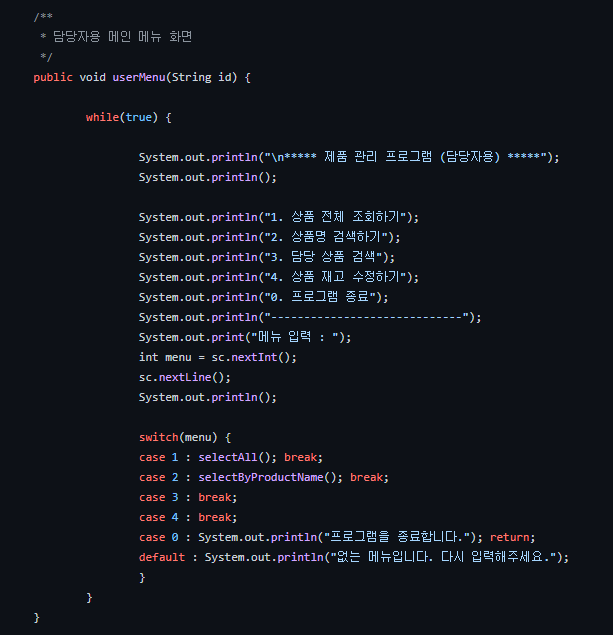 /**
 * 담당자용 메인 메뉴 화면
 */
public void userMenu(String id) {
while(true) {
System.out.println("\n***** 제품 관리 프로그램 (담당자용) *****");
System.out.println();
System.out.println("1. 상품 전체 조회하기");
System.out.println("2. 상품명 검색하기");
System.out.println("3. 담당 상품 검색");
System.out.println("4. 상품 재고 수정하기");
System.out.println("0. 프로그램 종료");
System.out.println("-----------------------------");
System.out.print("메뉴 입력 : ");
int menu = sc.nextInt();
sc.nextLine();
System.out.println();
switch(menu) {
case 1 : selectAll(); break;
case 2 : selectByProductName(); break;
case 3 : break;
case 4 : break;
case 0 : System.out.println("프로그램을 종료합니다."); return;
default : System.out.println("없는 메뉴입니다. 다시 입력해주세요.");
}
}
}